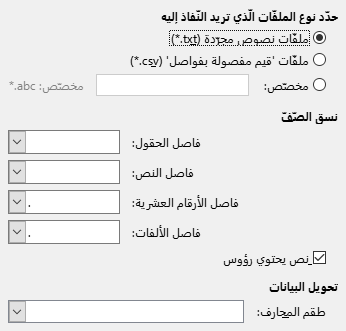 حدّد نوع الملفّات الّذي تريد النّفاذ إليه
ملفّات نصوص مجرّدة (txt.*)
ملفّات 'قيم مفصولة بفواصل' (csv.*)
مخصّص: مخصّص: abc.*
نسق الصّفّ
فاصل الحقول:
فاصل النص:
فاصل الأرقام العشرية: .
فاصل الألفات: .
نص يحتوي رؤوس
تحويل البيانات
طقم المحارف: